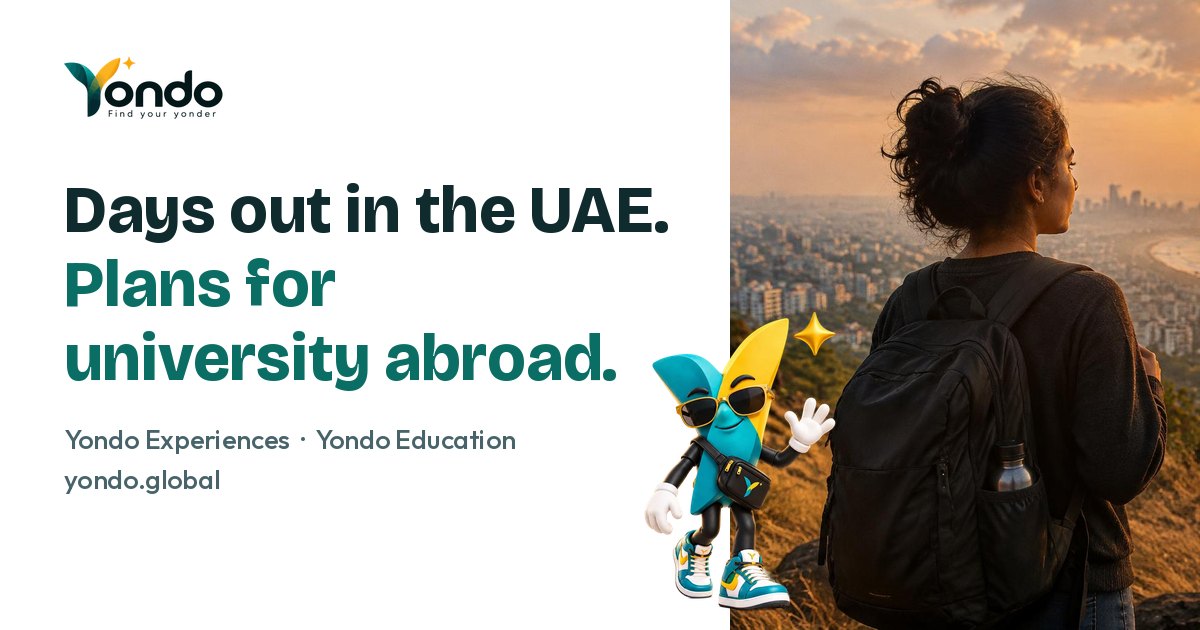 Yondo
Find your yonder
Days out in the UAE.
Plans for
university abroad.
Yondo Experiences · Yondo Education
yondo.global